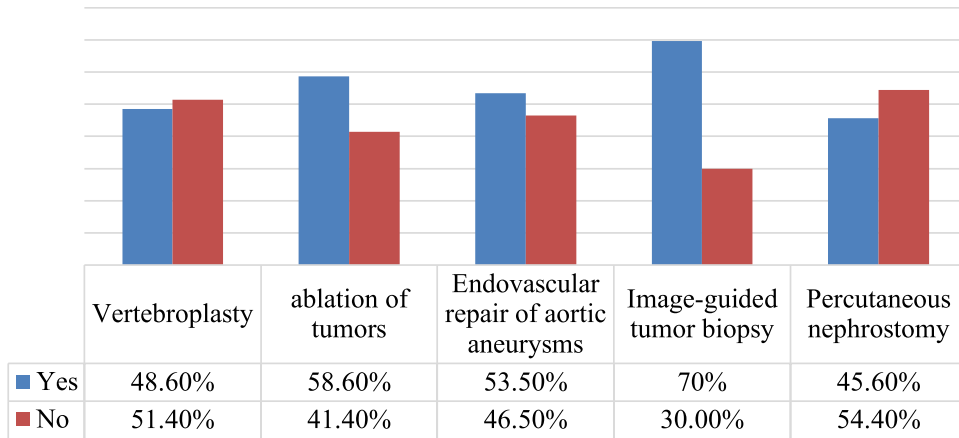 Vertebroplasty
ablation of
tumors
Endovascular
repair of aortic
aneurysms
Image-guided
tumor biopsy
Percutaneous
nephrostomy
Yes 48.60% 58.60% 53.50% 70% 45.60%
No 51.40% 41.40% 46.50% 30.00% 54.40%